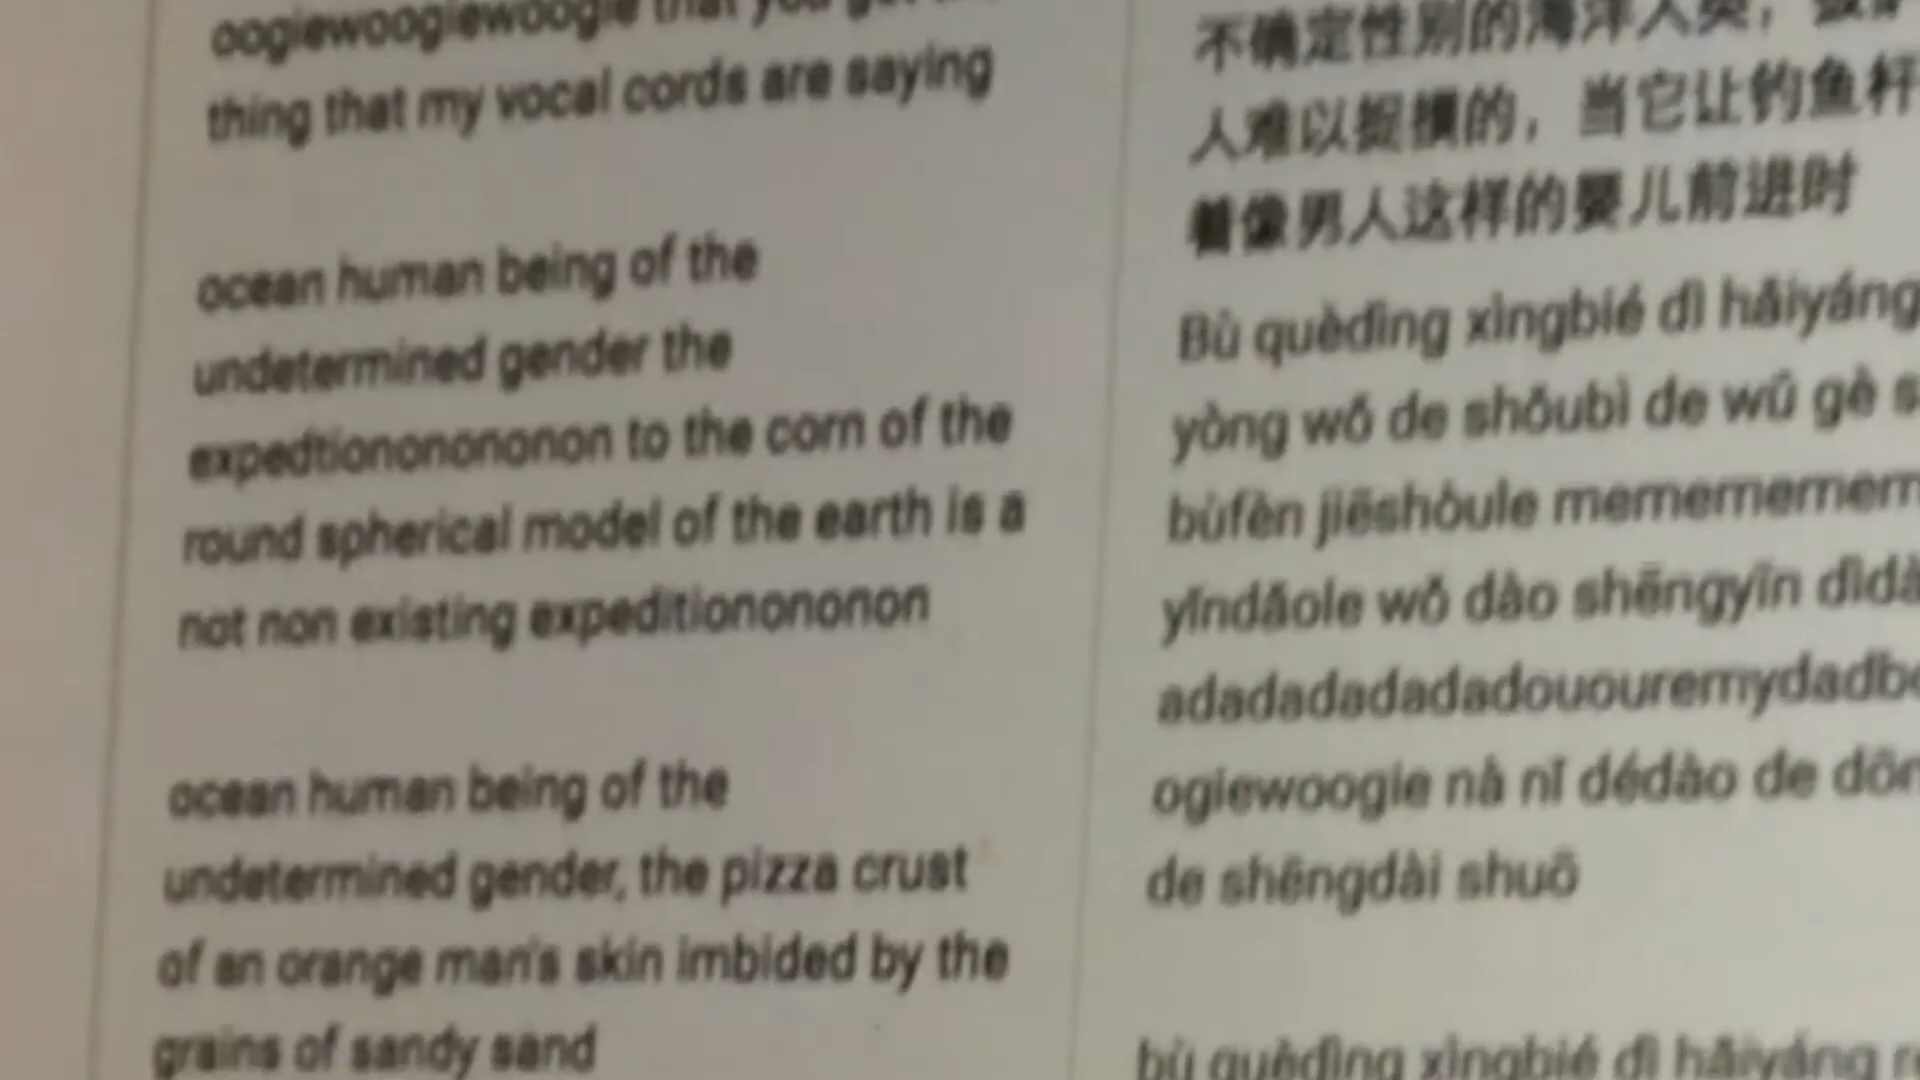 oogiewoogiewoogie that you
thing that my vocal cords are saying
ocean human being of the
undetermined gender the
expedtionononononon to the corn of the
round spherical model of the earth is a
not non existing expeditionononon
ocean human being of the
undetermined gender, the pizza crust
of an orange man's skin imbided by the
grains of sandy sand
不确定性别的海洋人类，
人难以捉摸的，当它让钓鱼杆
着像男人这样的婴儿前进时
Bù quèdìng xìngbié dì hǎiyáng
yòng wǒ de shǒubì de wǔ gè
bùfèn jiēshòule mememememem
yǐndǎole wǒ dào shēngyīn dìdà
adadadadadadououremydadb
ogiewoogie nà nǐ dédào de
de shēngdài shuō
bù quèdìng xìngbié dì hǎiyáng